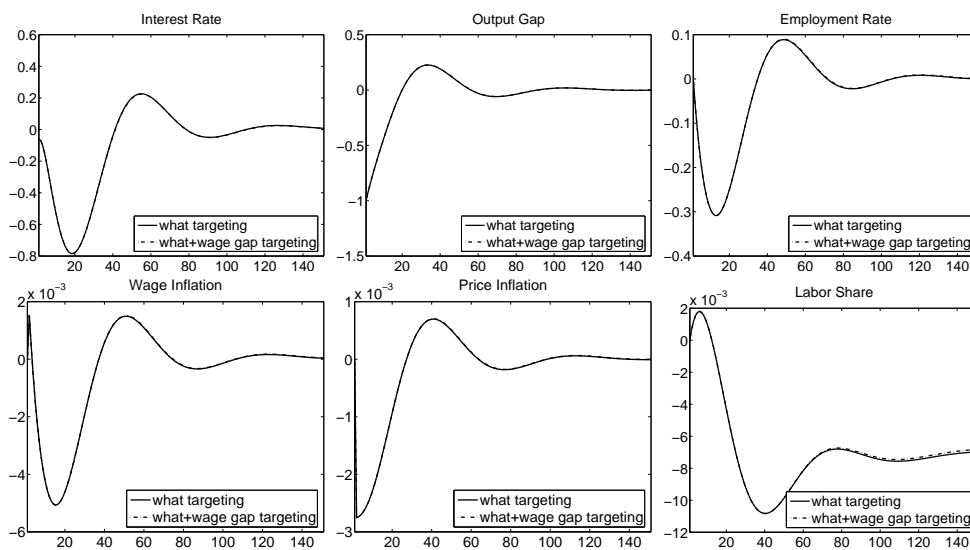 Interest Rate
0.6
0.4
0.2
0
−0.2
−0.4
−0.6
−0.8
20 40 60 80 100 120 140
what targeting
what+wage gap targeting
Output Gap
0.5
0
−0.5
−1
−1.5
20 40 60 80 100 120 140
what targeting
what+wage gap targeting
Employment Rate
0.1
0
−0.1
−0.2
−0.3
−0.4
20 40 60 80 100 120 140
what targeting
what+wage gap targeting
x 10−3
Wage Inflation
2
0
−2
−4
−6
20 40 60 80 100 120 140
what targeting
what+wage gap targeting
x 10−3
Price Inflation
1
0
−1
−2
−3
20 40 60 80 100 120 140
what targeting
what+wage gap targeting
x 10−3
Labor Share
2
0
−2
−4
−6
−8
−10
−12
20 40 60 80 100 120 140
what targeting
what+wage gap targeting